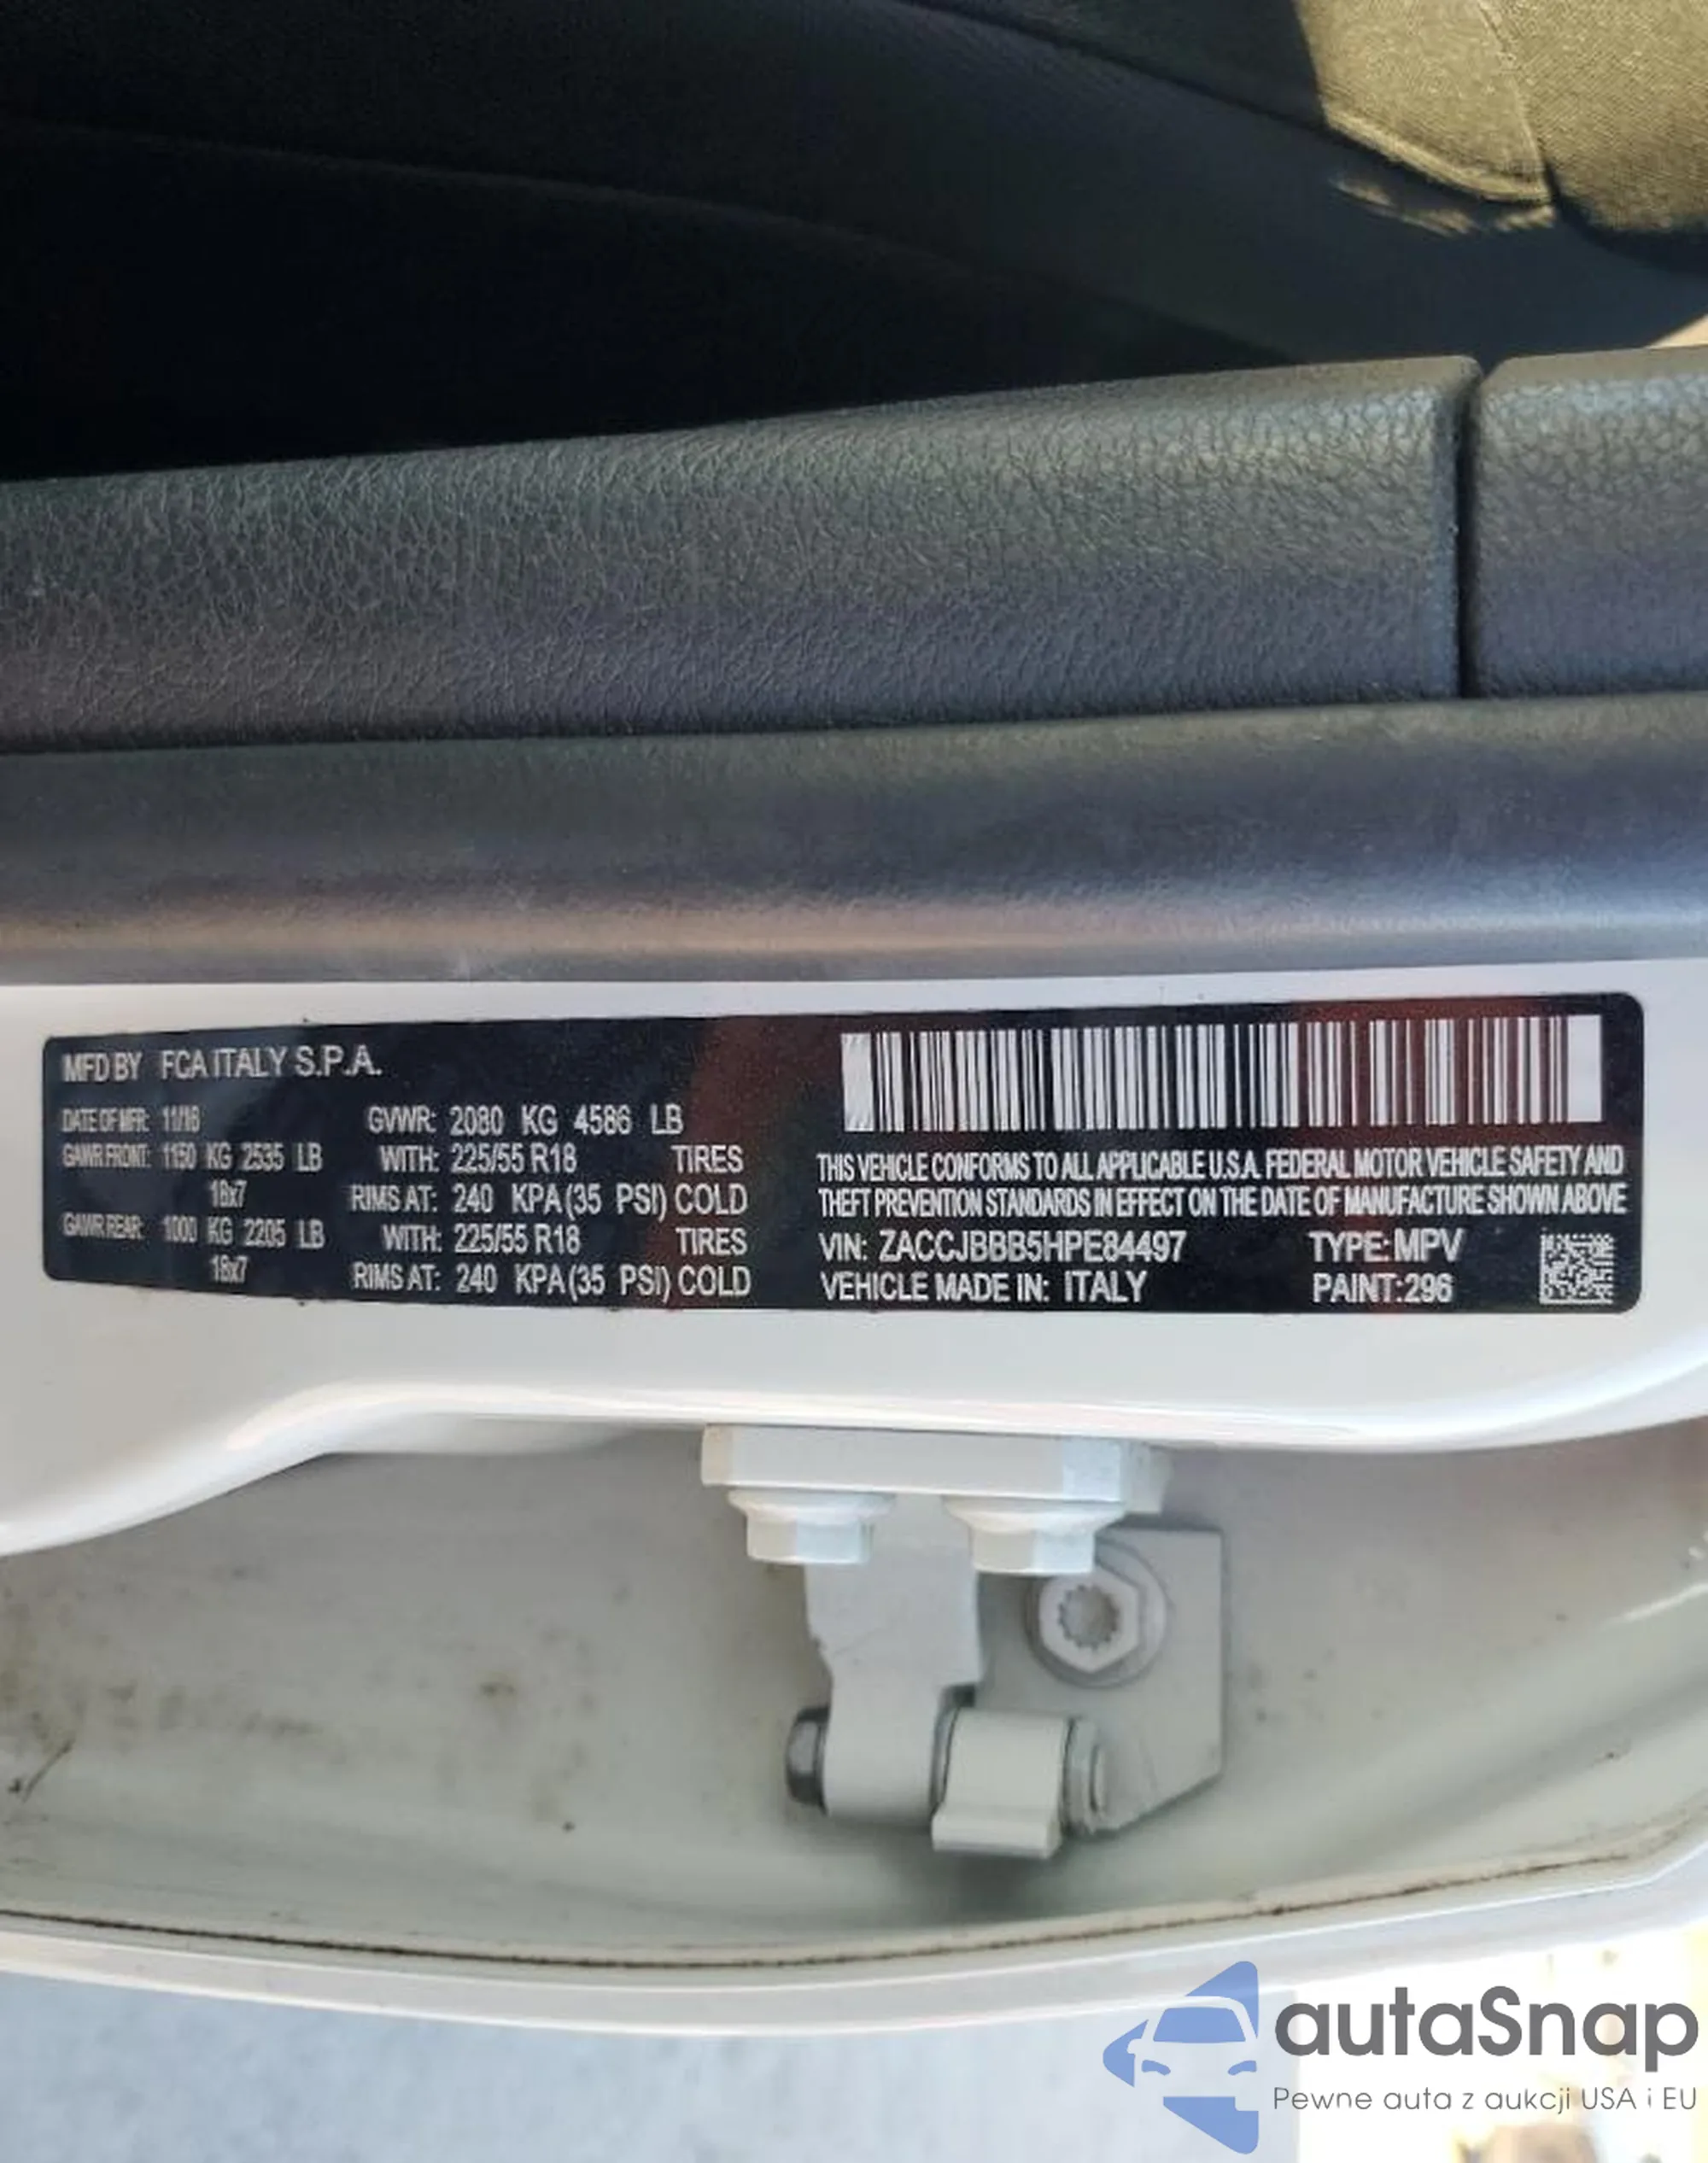 MFD BY FCA ITALY S.P.A.
DATE OF MFR: 11/16 GVWR: 2080 KG 4586 LB
GAWR FRONT: 1150 KG 2535 LB WITH: 225/55 R18 TIRES
18x7 RIMS AT: 240 KPA (35 PSI) COLD
GAWR REAR: 1000 KG 2205 LB WITH: 225/55 R18 TIRES
18x7 RIMS AT: 240 KPA (35 PSI) COLD
THIS VEHICLE CONFORMS TO ALL APPLICABLE U.S.A. FEDERAL MOTOR VEHICLE SAFETY AND
THEFT PREVENTION STANDARDS IN EFFECT ON THE DATE OF MANUFACTURE SHOWN ABOVE
VIN: ZACCJBBB5HPE84497 TYPE: MPV
VEHICLE MADE IN: ITALY PAINT: 296
autaSnap
Pewne auta z aukcji USA i EU